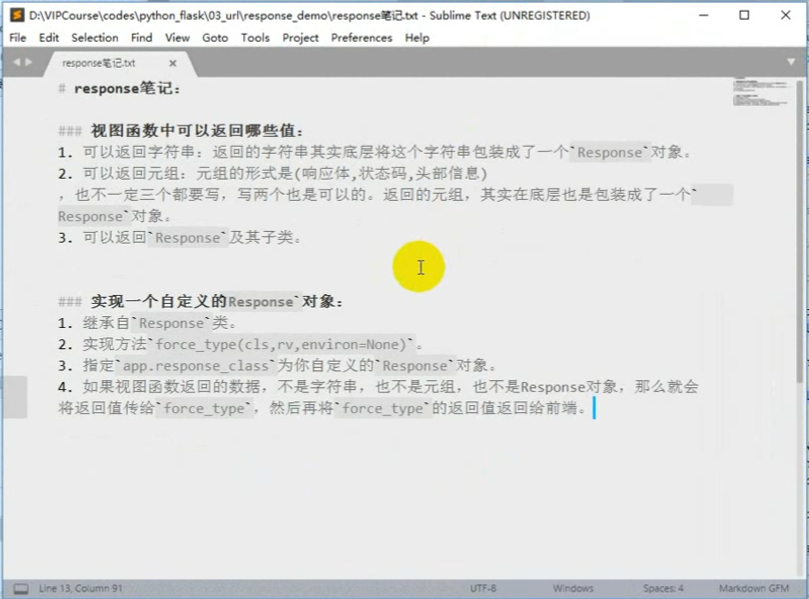 D:\VIPCourse\codes\python_flask\03_url\response_demo\response笔记.txt - Sublime Text (UNREGISTERED)
File Edit Selection Find View Goto Tools Project Preferences Help
response笔记.txt
# response笔记：
### 视图函数中可以返回哪些值：
1. 可以返回字符串：返回的字符串其实底层将这个字符串包装成了一个`Response`对象。
2. 可以返回元组：元组的形式是(响应体,状态码,头部信息)
，也不一定三个都要写，写两个也是可以的。返回的元组，其实在底层也是包装成了一个`
Response`对象。
3. 可以返回`Response`及其子类。
### 实现一个自定义的`Response`对象：
1. 继承自`Response`类。
2. 实现方法`force_type(cls,rv,environ=None)`。
3. 指定`app.response_class`为你自定义的`Response`对象。
4. 如果视图函数返回的数据，不是字符串，也不是元组，也不是Response对象，那么就会
将返回值传给`force_type`，然后再将`force_type`的返回值返回给前端。
Line 13, Column 91 UTF-8 Windows Spaces: 4 Markdown GFM